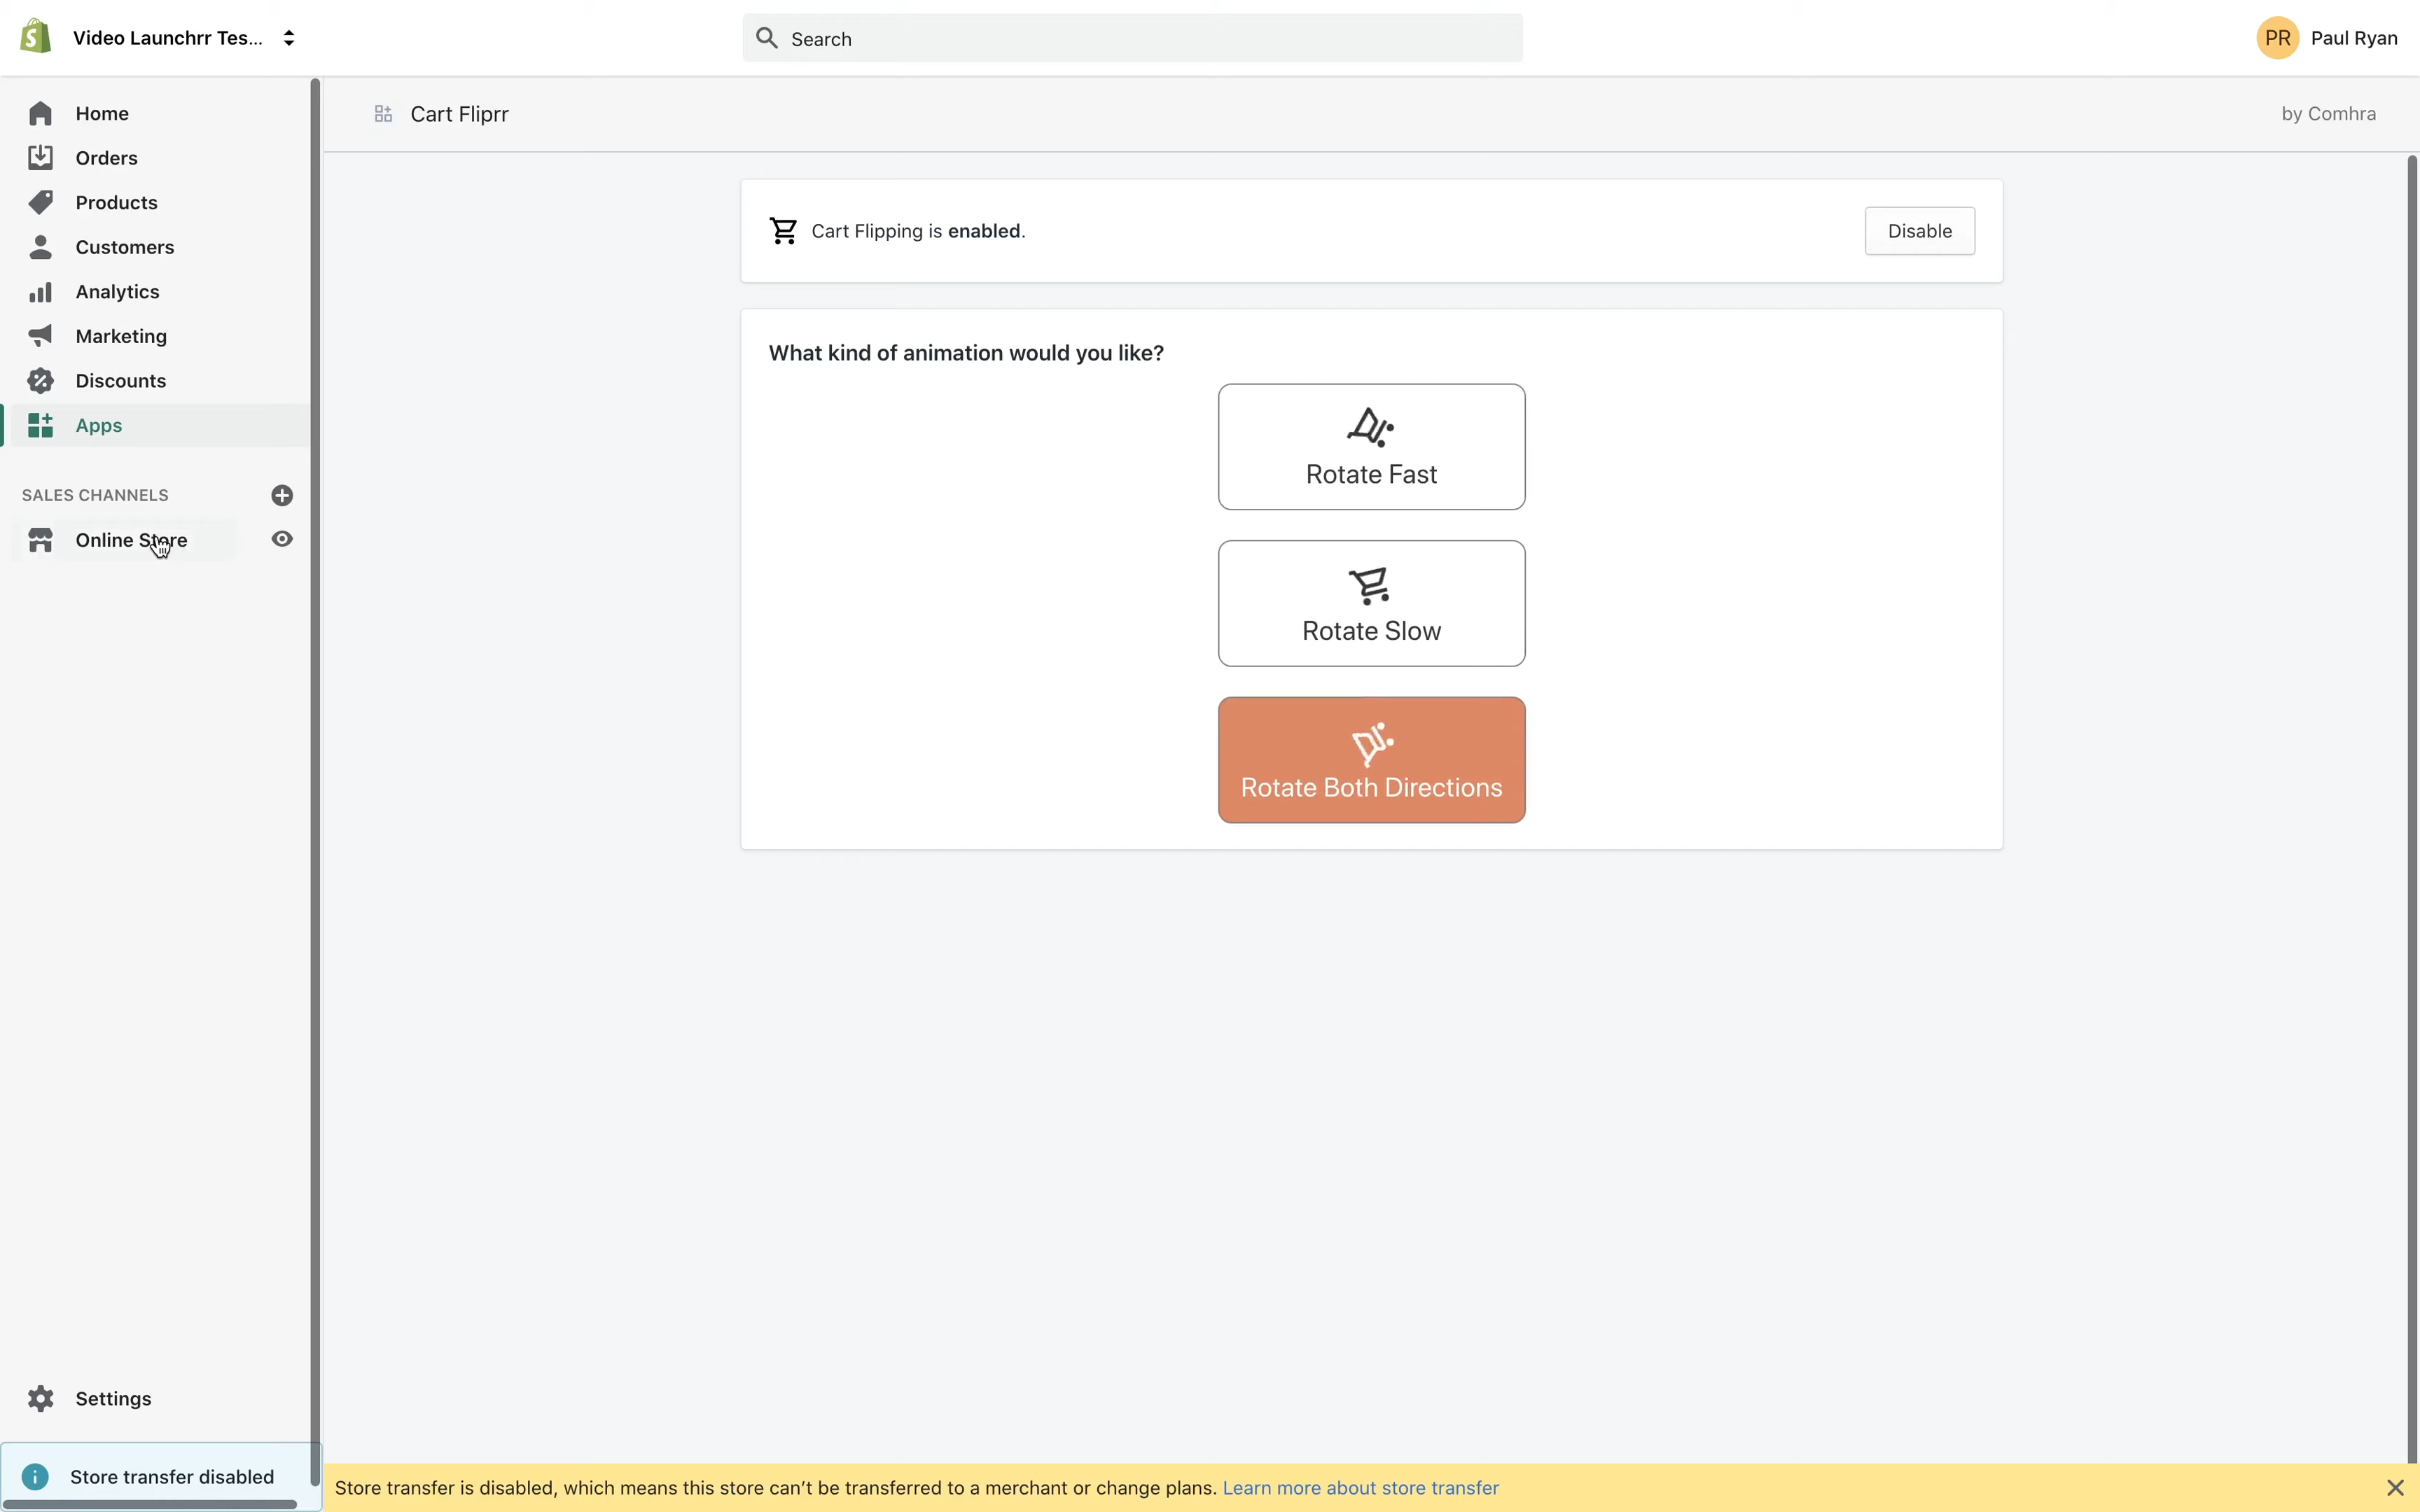 Video Launchrr Tes...
Search
PR Paul Ryan
Home
Orders
Products
Customers
Analytics
Marketing
Discounts
Apps
SALES CHANNELS
Online Store
Settings
Store transfer disabled
Cart Fliprr
by Comhra
Cart Flipping is enabled.
Disable
What kind of animation would you like?
Rotate Fast
Rotate Slow
Rotate Both Directions
Store transfer is disabled, which means this store can’t be transferred to a merchant or change plans. Learn more about store transfer